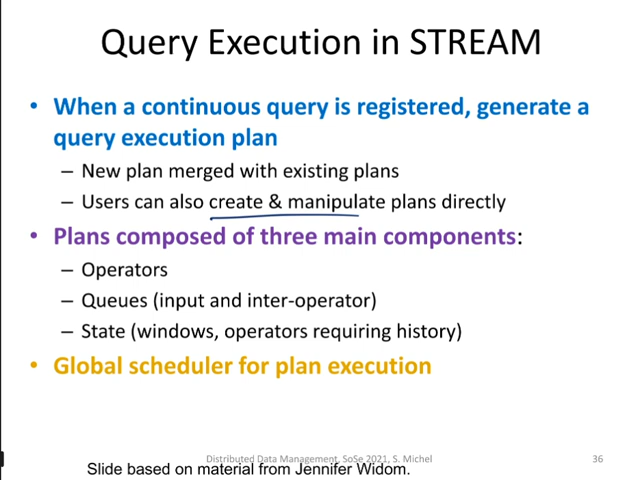 Query Execution in STREAM
• When a continuous query is registered, generate a
query execution plan
– New plan merged with existing plans
– Users can also create & manipulate plans directly
• Plans composed of three main components:
– Operators
– Queues (input and inter-operator)
– State (windows, operators requiring history)
• Global scheduler for plan execution
Distributed Data Management, SoSe 2021, S. Michel
36
Slide based on material from Jennifer Widom.